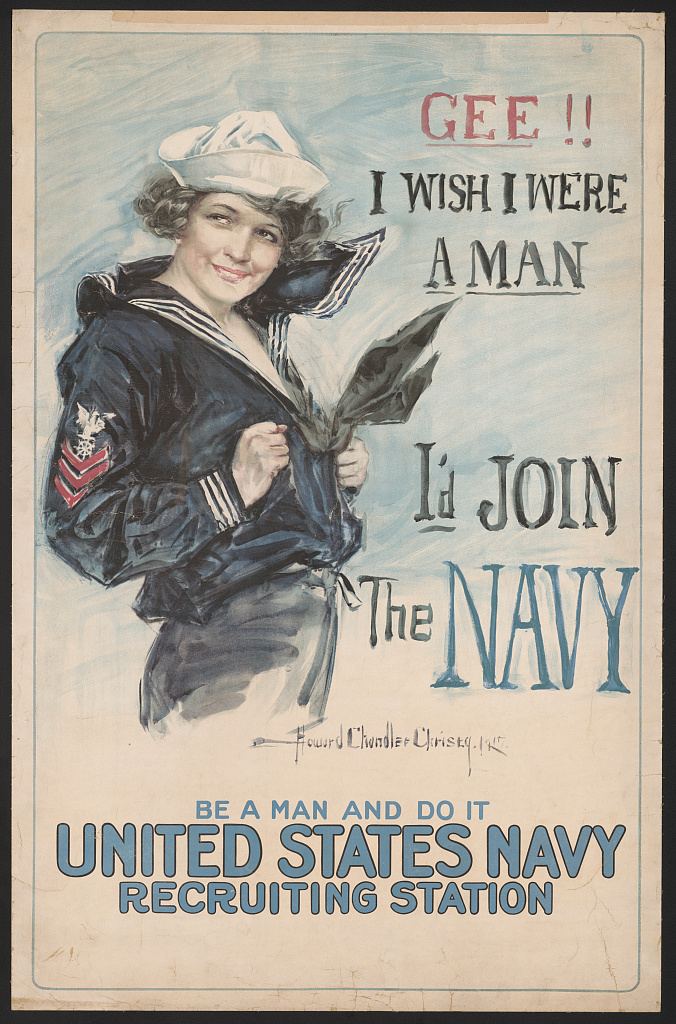 GEE!!
I WISH I WERE
A MAN
I'd JOIN
The NAVY
Howard Chandler Christy. 1917.
BE A MAN AND DO IT
UNITED STATES NAVY
RECRUITING STATION